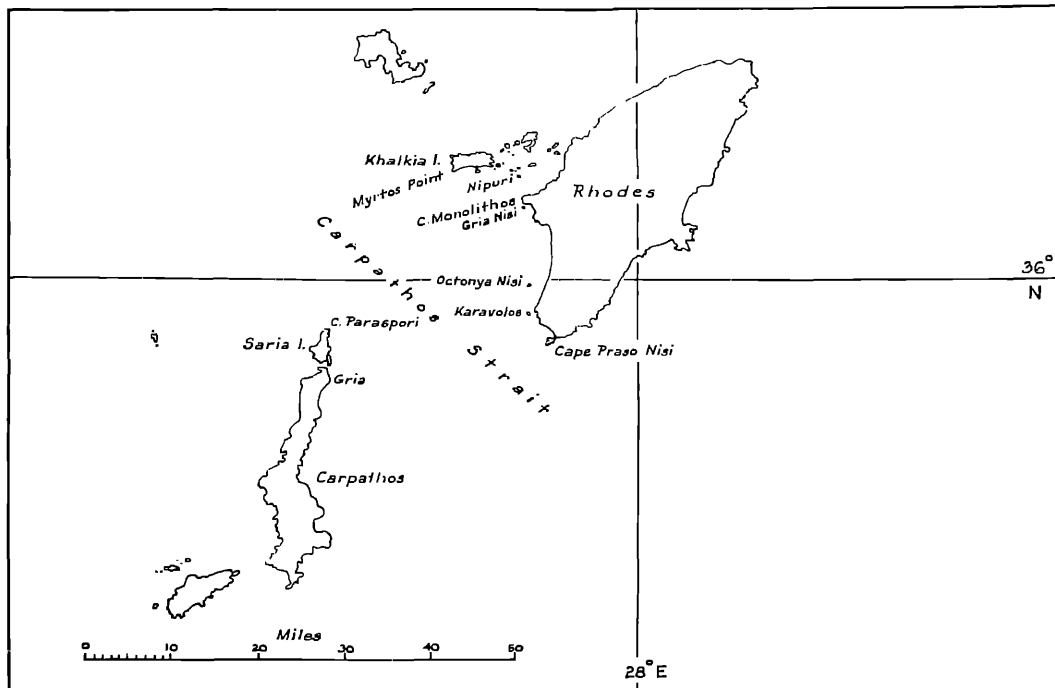 Khalkia I.
Myrtos Point
Nipuri
Rhodes
C. Monolithos
Gria Nisi
Carpathos Strait
36°
N
Octonya Nisi
Karavolos
C. Paraspori
Saria I.
Cape Praso Nisi
Gria
Carpathos
Miles
0 10 20 30 40 50
28°E